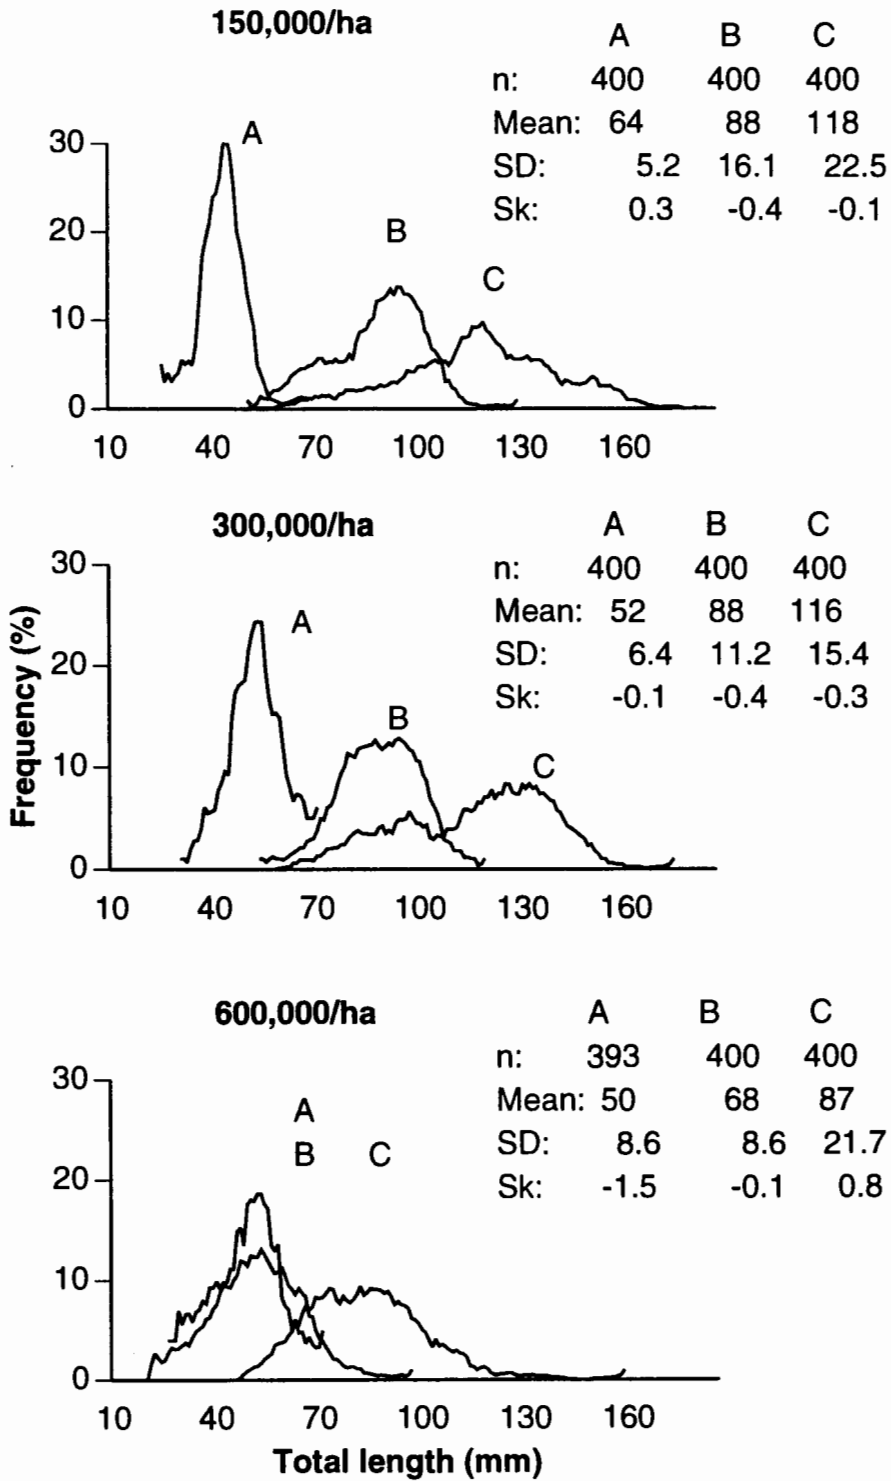 150,000/ha
A B C
n: 400 400 400
Mean: 64 88 118
SD: 5.2 16.1 22.5
Sk: 0.3 -0.4 -0.1
30
20
10
0
A
B
C
10 40 70 100 130 160
300,000/ha
A B C
n: 400 400 400
Mean: 52 88 116
SD: 6.4 11.2 15.4
Sk: -0.1 -0.4 -0.3
30
20
10
0
A
B
C
10 40 70 100 130 160
Frequency (%)
600,000/ha
A B C
n: 393 400 400
Mean: 50 68 87
SD: 8.6 8.6 21.7
Sk: -1.5 -0.1 0.8
30
20
10
0
A
B C
10 40 70 100 130 160
Total length (mm)